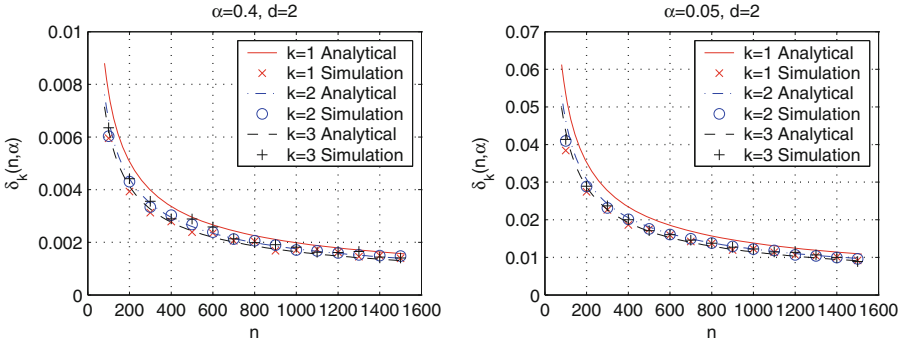 α=0.4, d=2
δk(n,α)
0.01
0.008
0.006
0.004
0.002
0
0 200 400 600 800 1000 1200 1400 1600
n
k=1 Analytical
k=1 Simulation
k=2 Analytical
k=2 Simulation
k=3 Analytical
k=3 Simulation
α=0.05, d=2
δk(n,α)
0.07
0.06
0.05
0.04
0.03
0.02
0.01
0
0 200 400 600 800 1000 1200 1400 1600
n
k=1 Analytical
k=1 Simulation
k=2 Analytical
k=2 Simulation
k=3 Analytical
k=3 Simulation